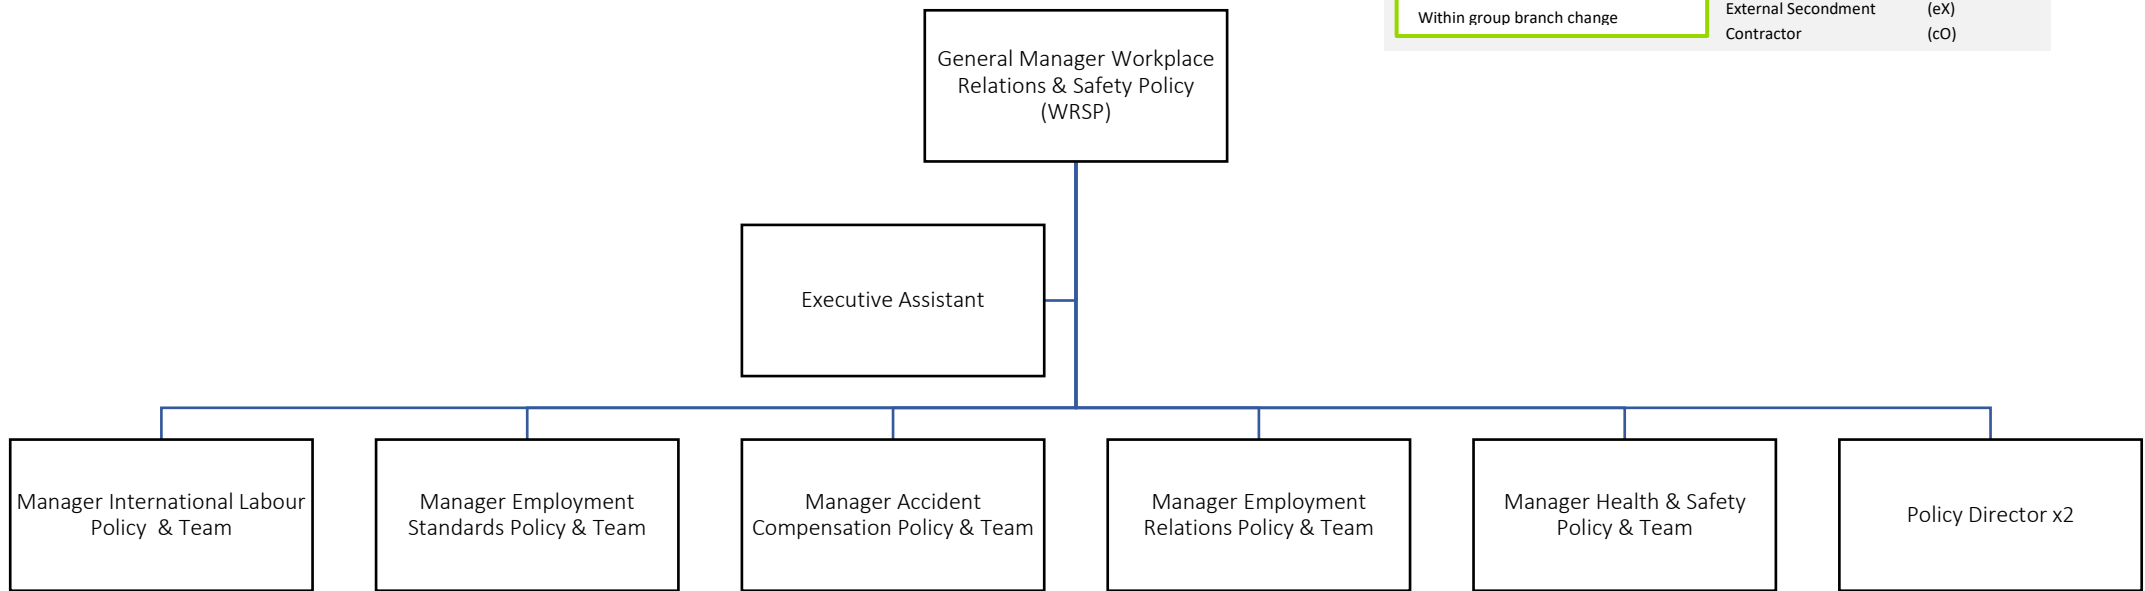 Within group branch change
External Secondment (eX)
Contractor (cO)
General Manager Workplace
Relations & Safety Policy
(WRSP)
Executive Assistant
Manager International Labour
Policy & Team
Manager Employment
Standards Policy & Team
Manager Accident
Compensation Policy & Team
Manager Employment
Relations Policy & Team
Manager Health & Safety
Policy & Team
Policy Director x2